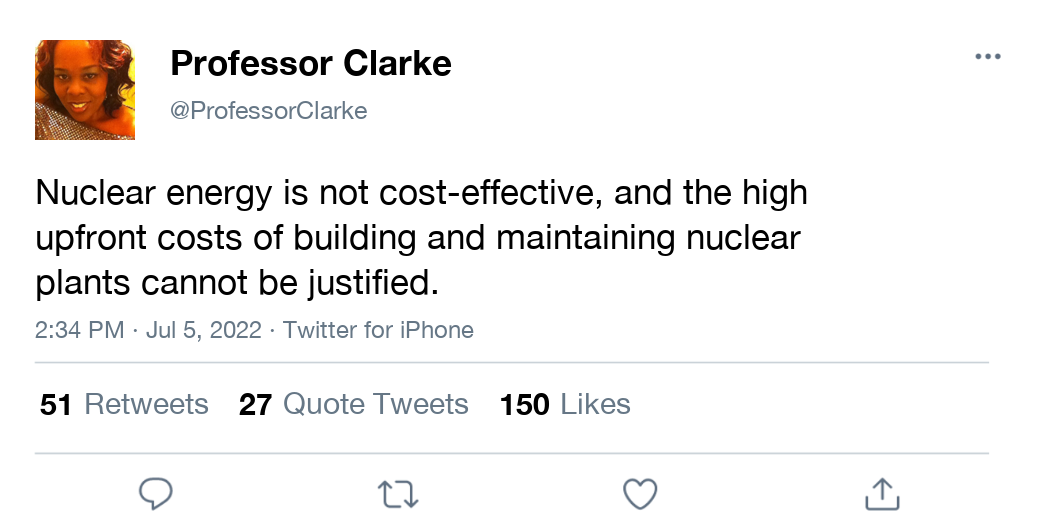 Professor Clarke
@ProfessorClarke
Nuclear energy is not cost-effective, and the high
upfront costs of building and maintaining nuclear
plants cannot be justified.
2:34 PM · Jul 5, 2022 · Twitter for iPhone
51 Retweets 27 Quote Tweets 150 Likes